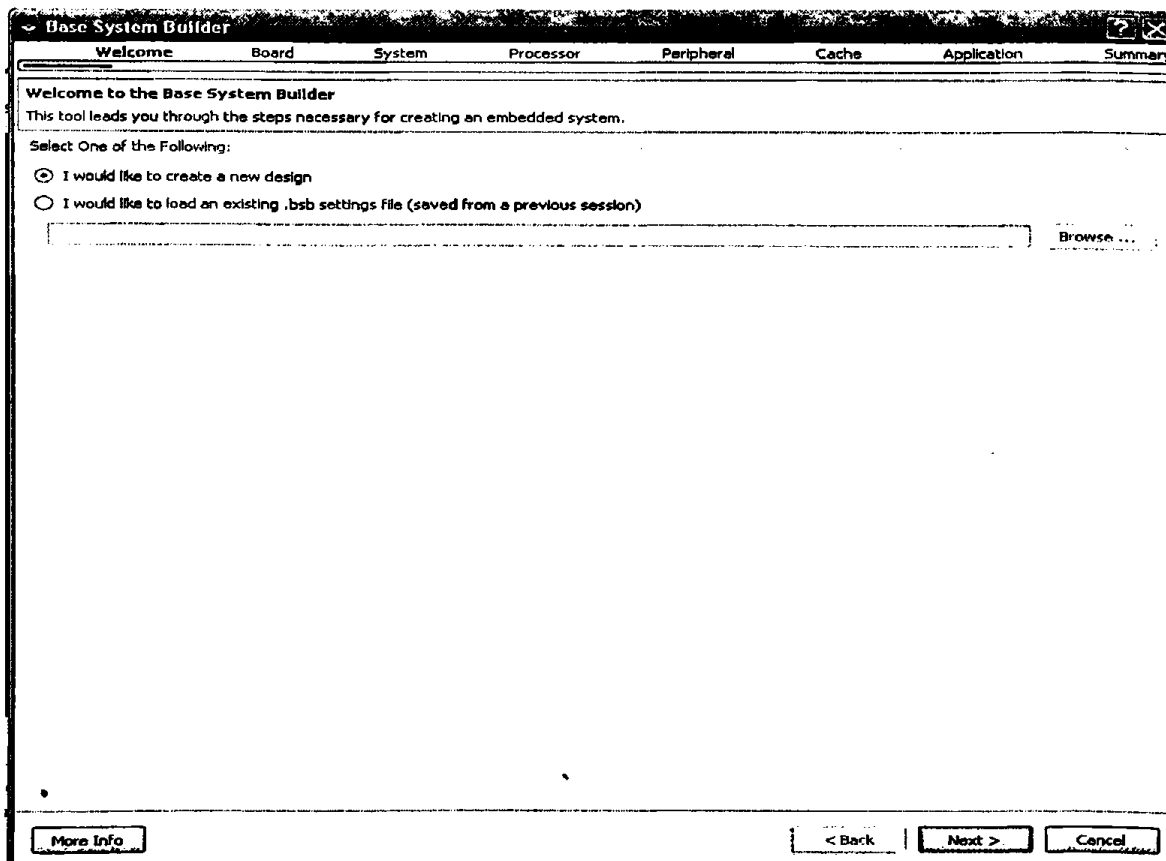 Base System Builder
Welcome Board System Processor Peripheral Cache Application Summary
Welcome to the Base System Builder
This tool leads you through the steps necessary for creating an embedded system.
Select One of the Following:
I would like to create a new design
I would like to load an existing .bsb settings file (saved from a previous session)
Browse ...
More Info < Back Next > Cancel